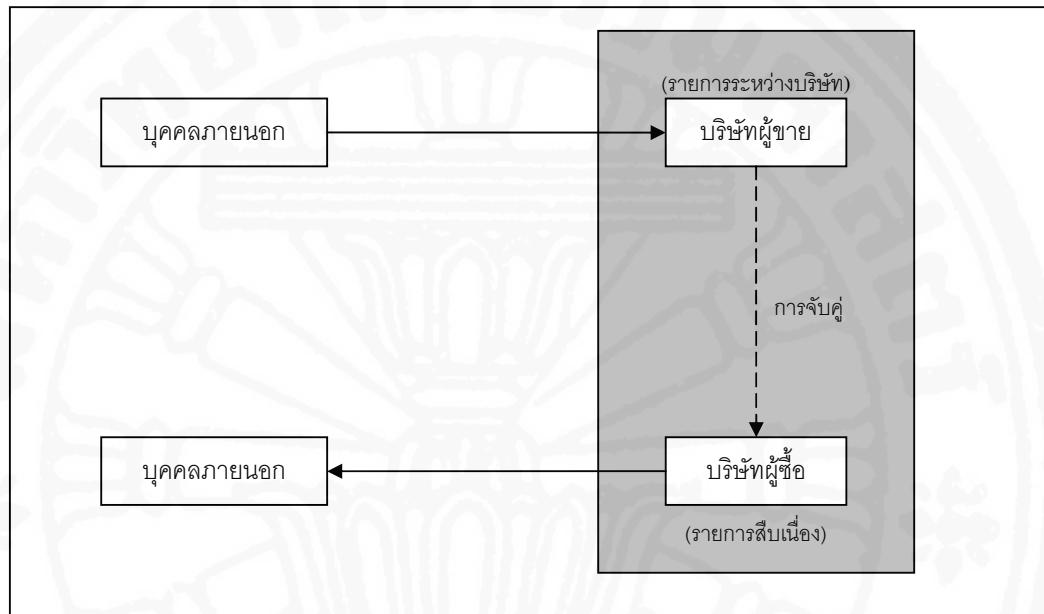 (รายการระหว่างบริษัท)
บุคคลภายนอก
บริษัทผู้ขาย
การจับคู่
บุคคลภายนอก
บริษัทผู้ซื้อ
(รายการสืบเนื่อง)